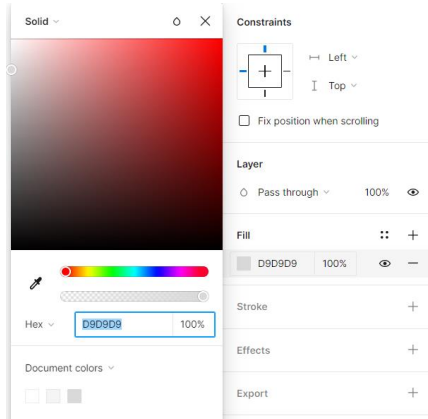 Solid
Hex D9D9D9 100%
Document colors
Constraints
Left
Top
Fix position when scrolling
Layer
Pass through 100%
Fill
D9D9D9 100%
Stroke
Effects
Export